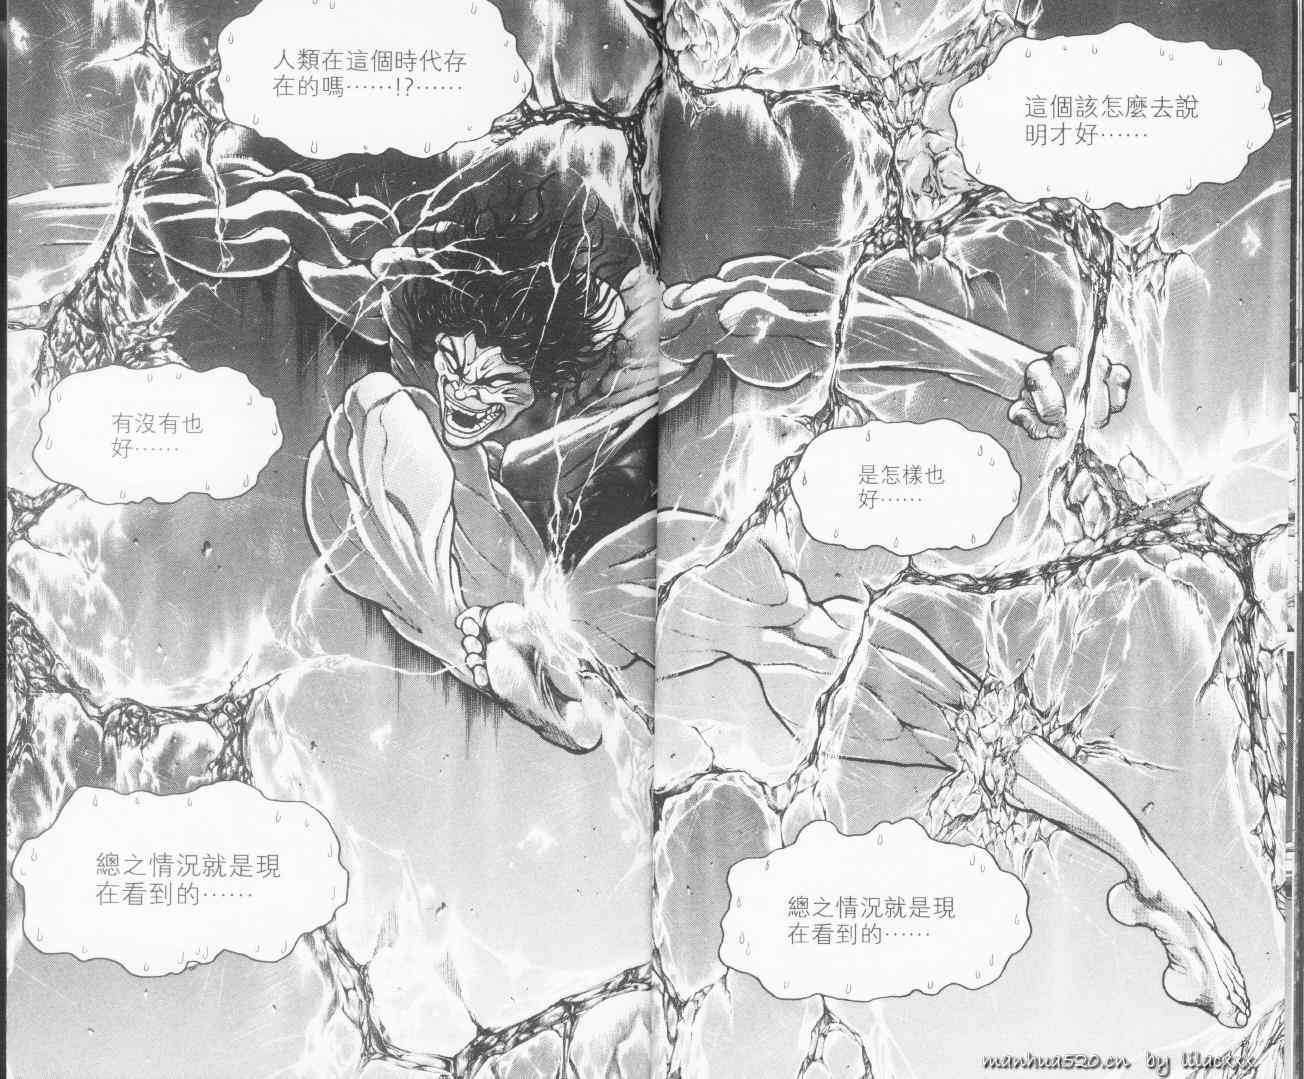 這個該怎麼去說
明才好⋯⋯
人類在這個時代存
在的嗎⋯⋯!?⋯⋯
是怎樣也
好⋯⋯
有沒有也
好⋯⋯
總之情況就是現
在看到的⋯⋯
總之情況就是現
在看到的⋯⋯
manhua520.cn by lilackxx